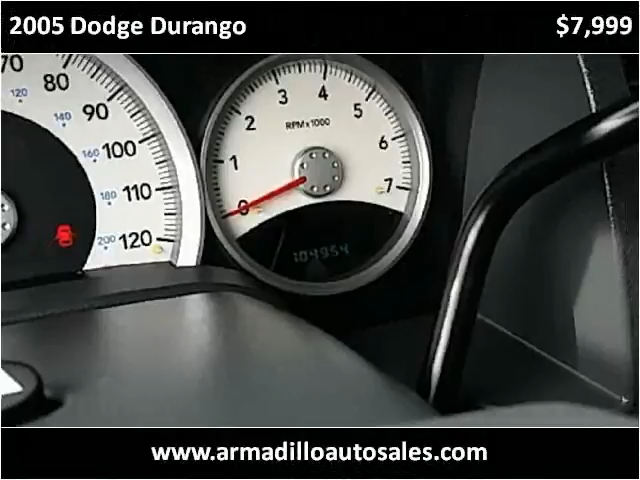 2005 Dodge Durango $7,999
70 80 90 100 110 120
120 140 160 180 200
0 1 2 3 4 5 6 7
RPM x 1000
104954
www.armadilloautosales.com